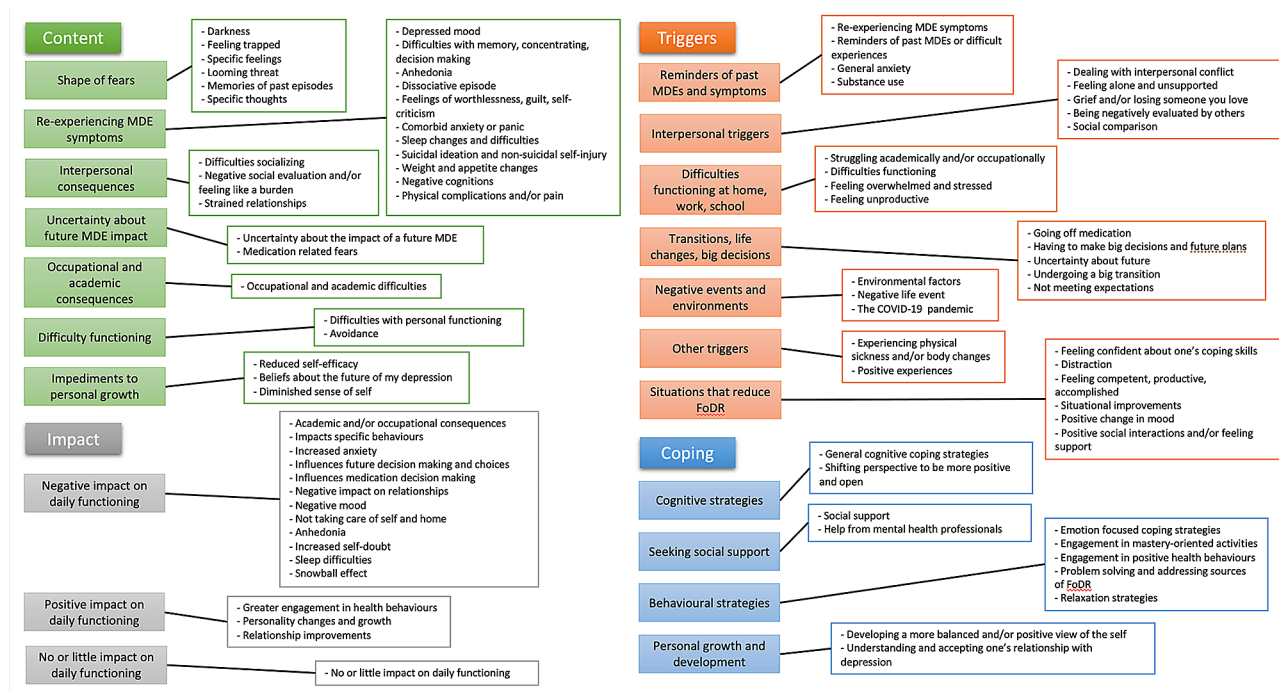 Content
Shape of fears
- Darkness
- Feeling trapped
- Specific feelings
- Looming threat
- Memories of past episodes
- Specific thoughts
Re-experiencing MDE
symptoms
- Depressed mood
- Difficulties with memory, concentrating,
decision making
- Anhedonia
- Dissociative episode
- Feelings of worthlessness, guilt, self-
criticism
- Comorbid anxiety or panic
- Sleep changes and difficulties
- Suicidal ideation and non-suicidal self-injury
- Weight and appetite changes
- Negative cognitions
- Physical complications and/or pain
Interpersonal
consequences
- Difficulties socializing
- Negative social evaluation and/or
feeling like a burden
- Strained relationships
Uncertainty about
future MDE impact
- Uncertainty about the impact of a future MDE
- Medication related fears
Occupational and
academic
consequences
- Occupational and academic difficulties
Difficulty functioning
- Difficulties with personal functioning
- Avoidance
Impediments to
personal growth
- Reduced self-efficacy
- Beliefs about the future of my depression
- Diminished sense of self
Impact
Negative impact on
daily functioning
- Academic and/or occupational consequences
- Impacts specific behaviours
- Increased anxiety
- Influences future decision making and choices
- Influences medication decision making
- Negative impact on relationships
- Negative mood
- Not taking care of self and home
- Anhedonia
- Increased self-doubt
- Sleep difficulties
- Snowball effect
Positive impact on
daily functioning
- Greater engagement in health behaviours
- Personality changes and growth
- Relationship improvements
No or little impact on
daily functioning
- No or little impact on daily functioning
Triggers
Reminders of past
MDEs and symptoms
- Re-experiencing MDE symptoms
- Reminders of past MDEs or difficult
experiences
- General anxiety
- Substance use
Interpersonal triggers
- Dealing with interpersonal conflict
- Feeling alone and unsupported
- Grief and/or losing someone you love
- Being negatively evaluated by others
- Social comparison
Difficulties
functioning at home,
work, school
- Struggling academically and/or occupationally
- Difficulties functioning
- Feeling overwhelmed and stressed
- Feeling unproductive
Transitions, life
changes, big decisions
- Going off medication
- Having to make big decisions and future plans
- Uncertainty about future
- Undergoing a big transition
- Not meeting expectations
Negative events and
environments
- Environmental factors
- Negative life event
- The COVID-19 pandemic
Other triggers
- Experiencing physical
sickness and/or body changes
- Positive experiences
Situations that reduce
FoDR
- Feeling confident about one's coping skills
- Distraction
- Feeling competent, productive,
accomplished
- Situational improvements
- Positive change in mood
- Positive social interactions and/or feeling
support
Coping
Cognitive strategies
- General cognitive coping strategies
- Shifting perspective to be more positive
and open
Seeking social support
- Social support
- Help from mental health professionals
Behavioural strategies
- Emotion focused coping strategies
- Engagement in mastery-oriented activities
- Engagement in positive health behaviours
- Problem solving and addressing sources
of FoDR
- Relaxation strategies
Personal growth and
development
- Developing a more balanced and/or positive view of the self
- Understanding and accepting one's relationship with
depression